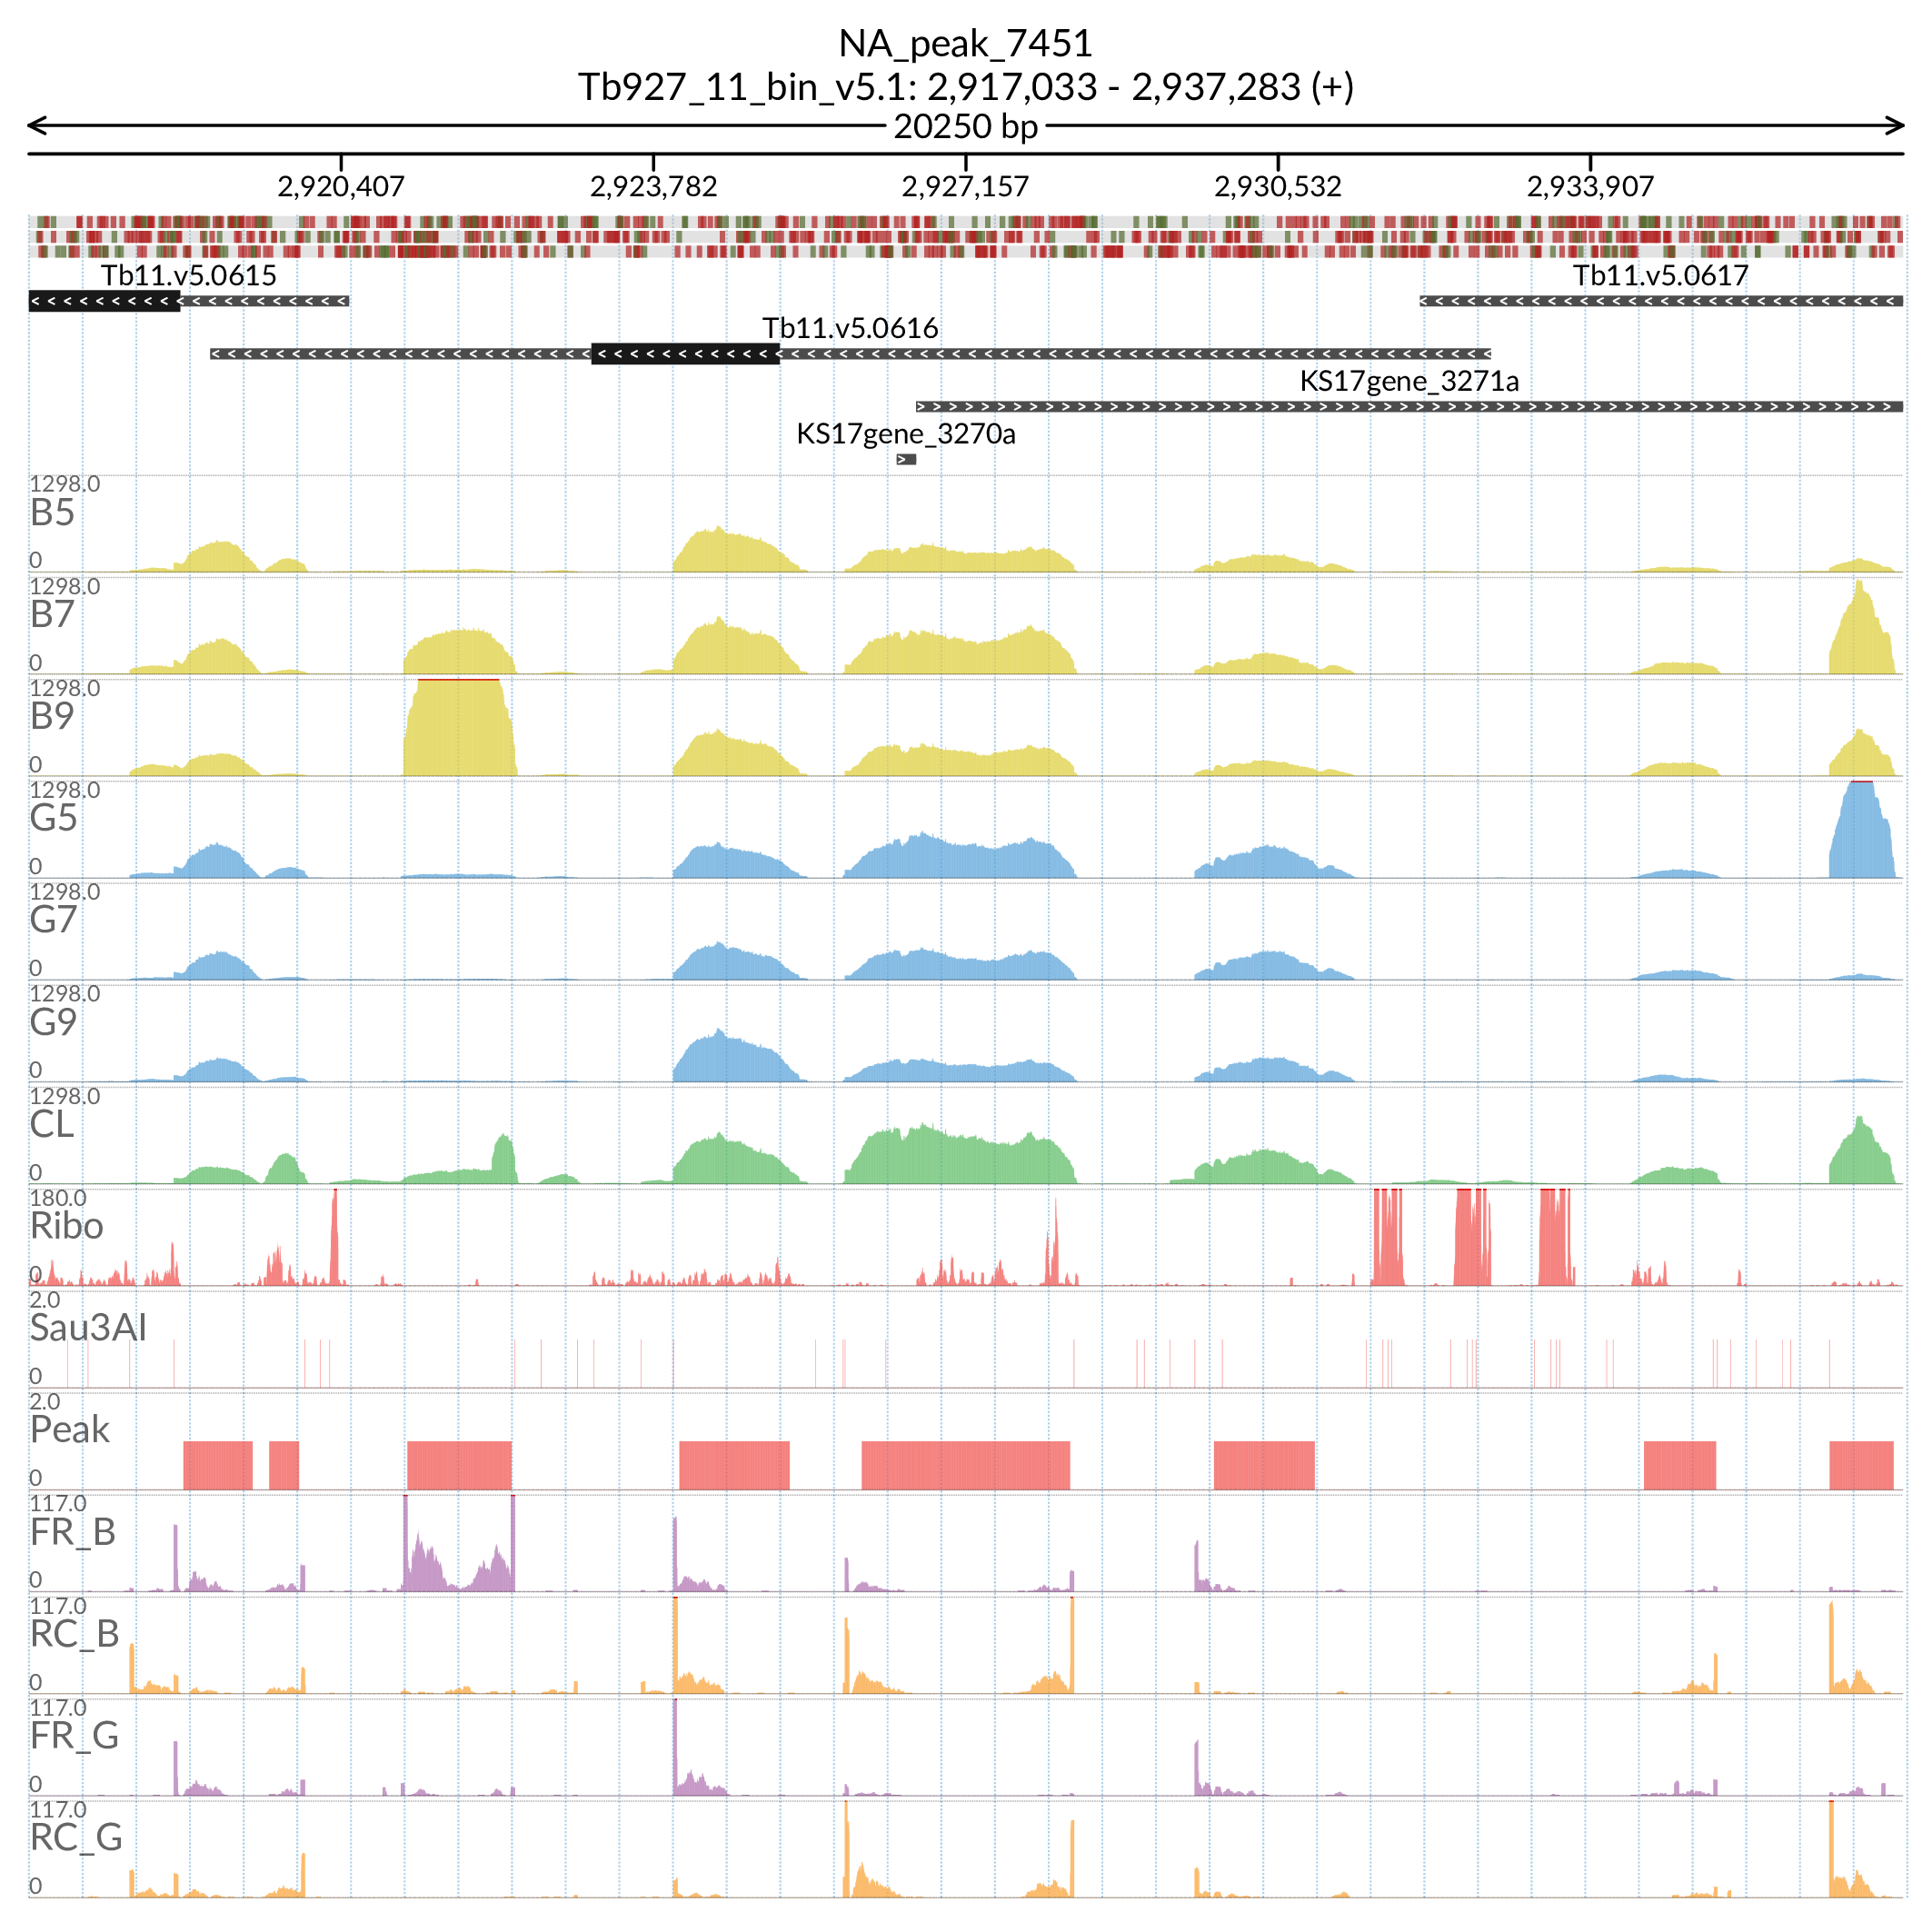 NA_peak_7451
Tb927_11_bin_v5.1: 2,917,033 - 2,937,283 (+)
20250 bp
2,920,407 2,923,782 2,927,157 2,930,532 2,933,907
Tb11.v5.0615 Tb11.v5.0617
Tb11.v5.0616
KS17gene_3271a
KS17gene_3270a
1298.0
B5
0
1298.0
B7
0
1298.0
B9
0
1298.0
G5
0
1298.0
G7
0
1298.0
G9
0
1298.0
CL
0
180.0
Ribo
0
2.0
Sau3AI
0
2.0
Peak
0
117.0
FR_B
0
117.0
RC_B
0
117.0
FR_G
0
117.0
RC_G
0